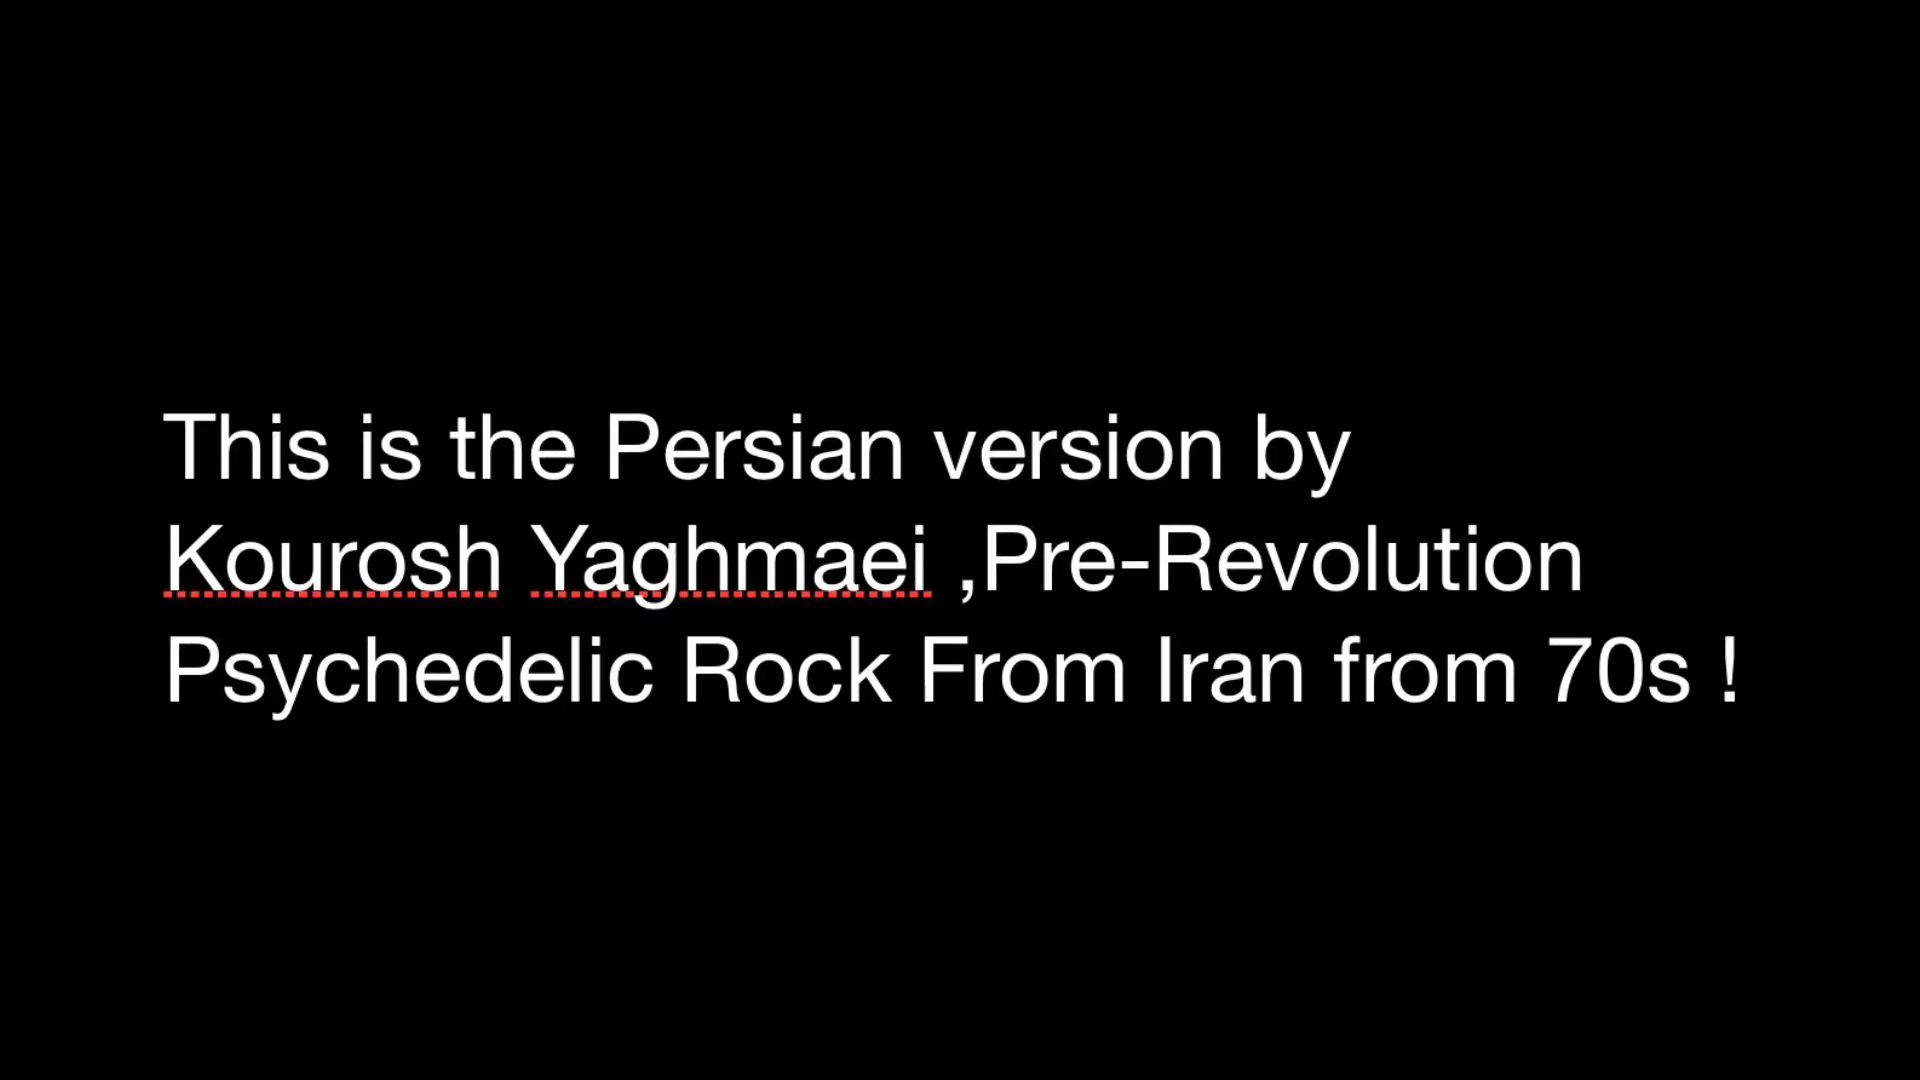 This is the Persian version by
Kourosh Yaghmaei ,Pre-Revolution
Psychedelic Rock From Iran from 70s !